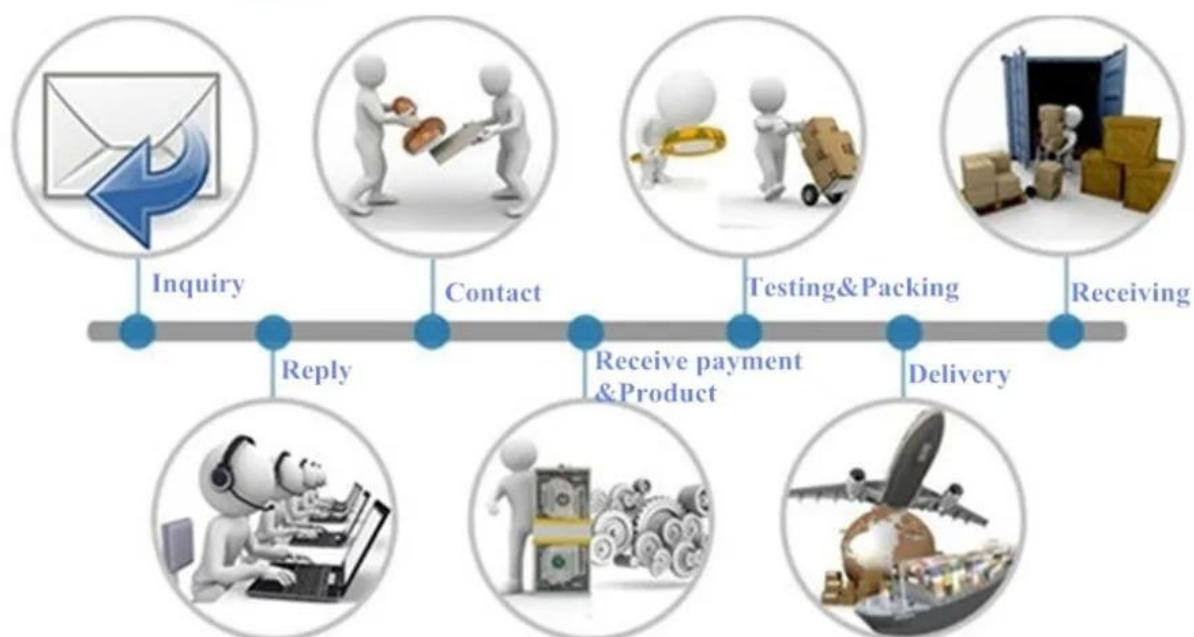 Inquiry
Reply
Contact
Receive payment
&Product
Testing&Packing
Delivery
Receiving